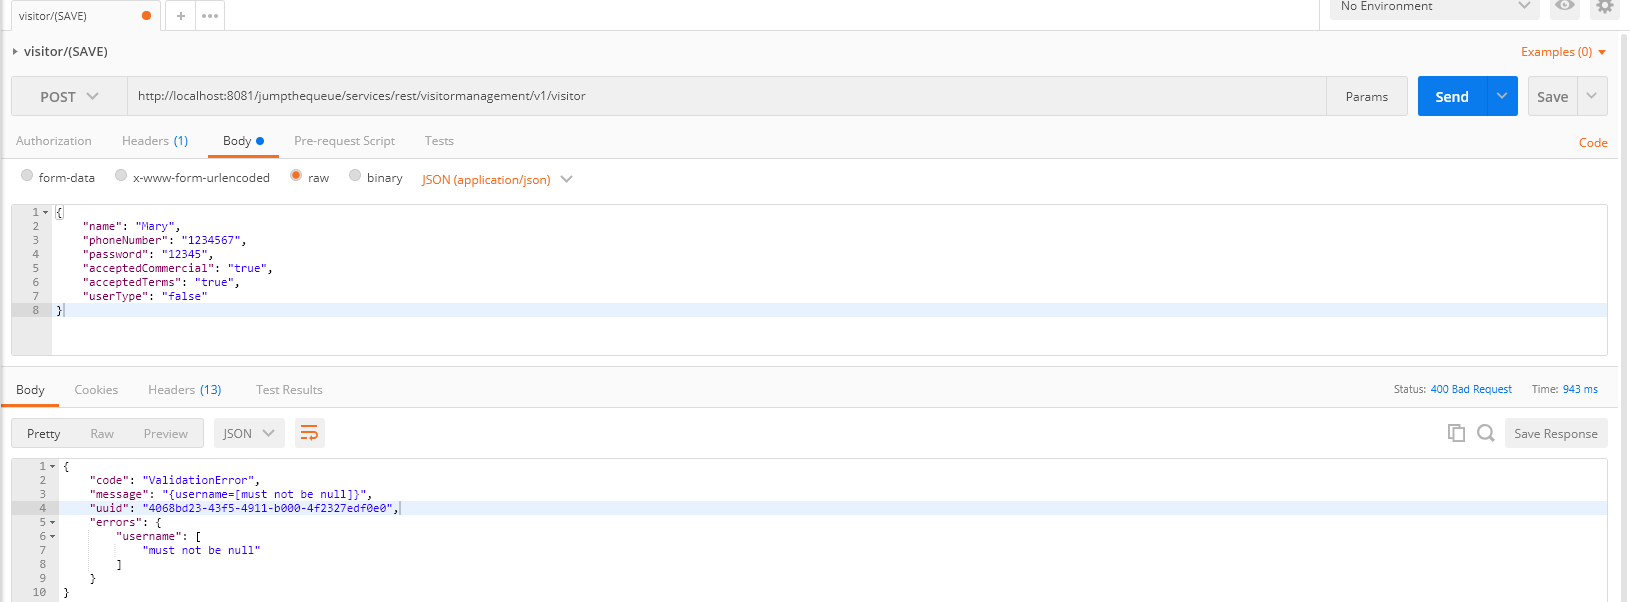 visitor/(SAVE)
+
•••
No Environment
visitor/(SAVE)
Examples (0)
POST
http://localhost:8081/jumpthequeue/services/rest/visitormanagement/v1/visitor
Params
Send
Save
Authorization
Headers (1)
Body
Pre-request Script
Tests
Code
form-data
x-www-form-urlencoded
raw
binary
JSON (application/json)
1 {
2 "name": "Mary",
3 "phoneNumber": "1234567",
4 "password": "12345",
5 "acceptedCommercial": "true",
6 "acceptedTerms": "true",
7 "userType": "false"
8 }
Body
Cookies
Headers (13)
Test Results
Status: 400 Bad Request
Time: 943 ms
Pretty
Raw
Preview
JSON
Save Response
1 {
2 "code": "ValidationError",
3 "message": "{username=[must not be null]}",
4 "uuid": "4068bd23-43f5-4911-b000-4f2327edf0e0",
5 "errors": {
6 "username": [
7 "must not be null"
8 ]
9 }
10 }